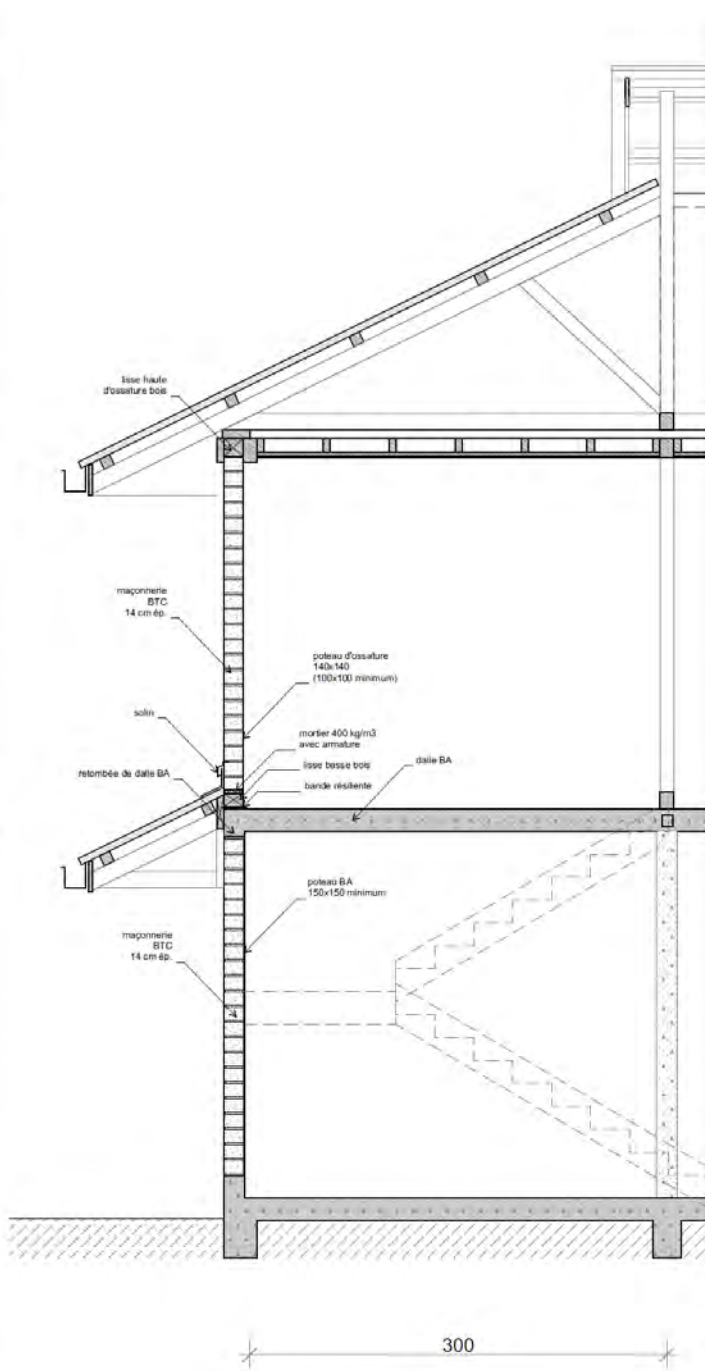 lisse haute
d'ossature bois
maçonnerie
BTC
14 cm ép.
poteau d'ossature
140x140
(100x100 minimum)
solin
mortier 400 kg/m3
avec armature
lisse basse bois
dalle BA
retombée de dalle BA
bande résiliente
poteau BA
150x150 minimum
maçonnerie
BTC
14 cm ép.
300